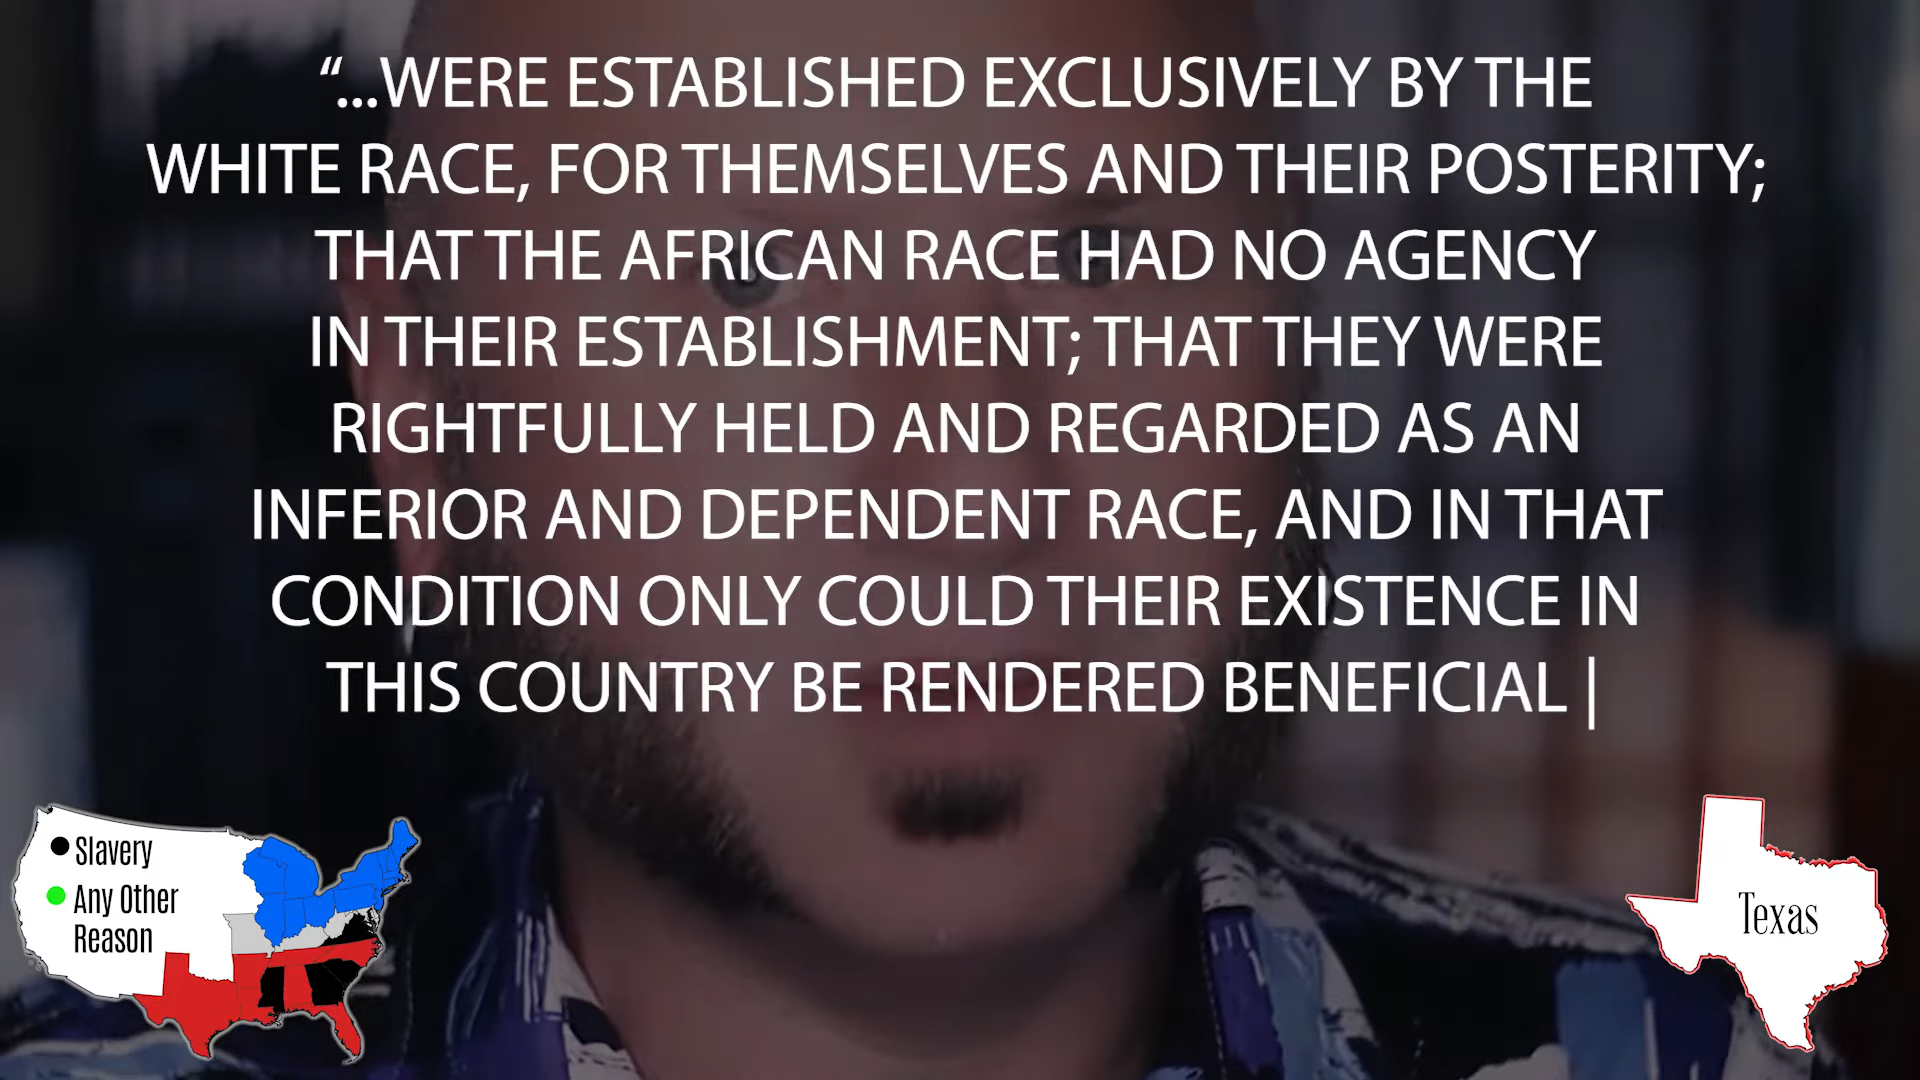 “...WERE ESTABLISHED EXCLUSIVELY BY THE
WHITE RACE, FOR THEMSELVES AND THEIR POSTERITY;
THAT THE AFRICAN RACE HAD NO AGENCY
IN THEIR ESTABLISHMENT; THAT THEY WERE
RIGHTFULLY HELD AND REGARDED AS AN
INFERIOR AND DEPENDENT RACE, AND IN THAT
CONDITION ONLY COULD THEIR EXISTENCE IN
THIS COUNTRY BE RENDERED BENEFICIAL |
Slavery
Any Other
Reason
Texas